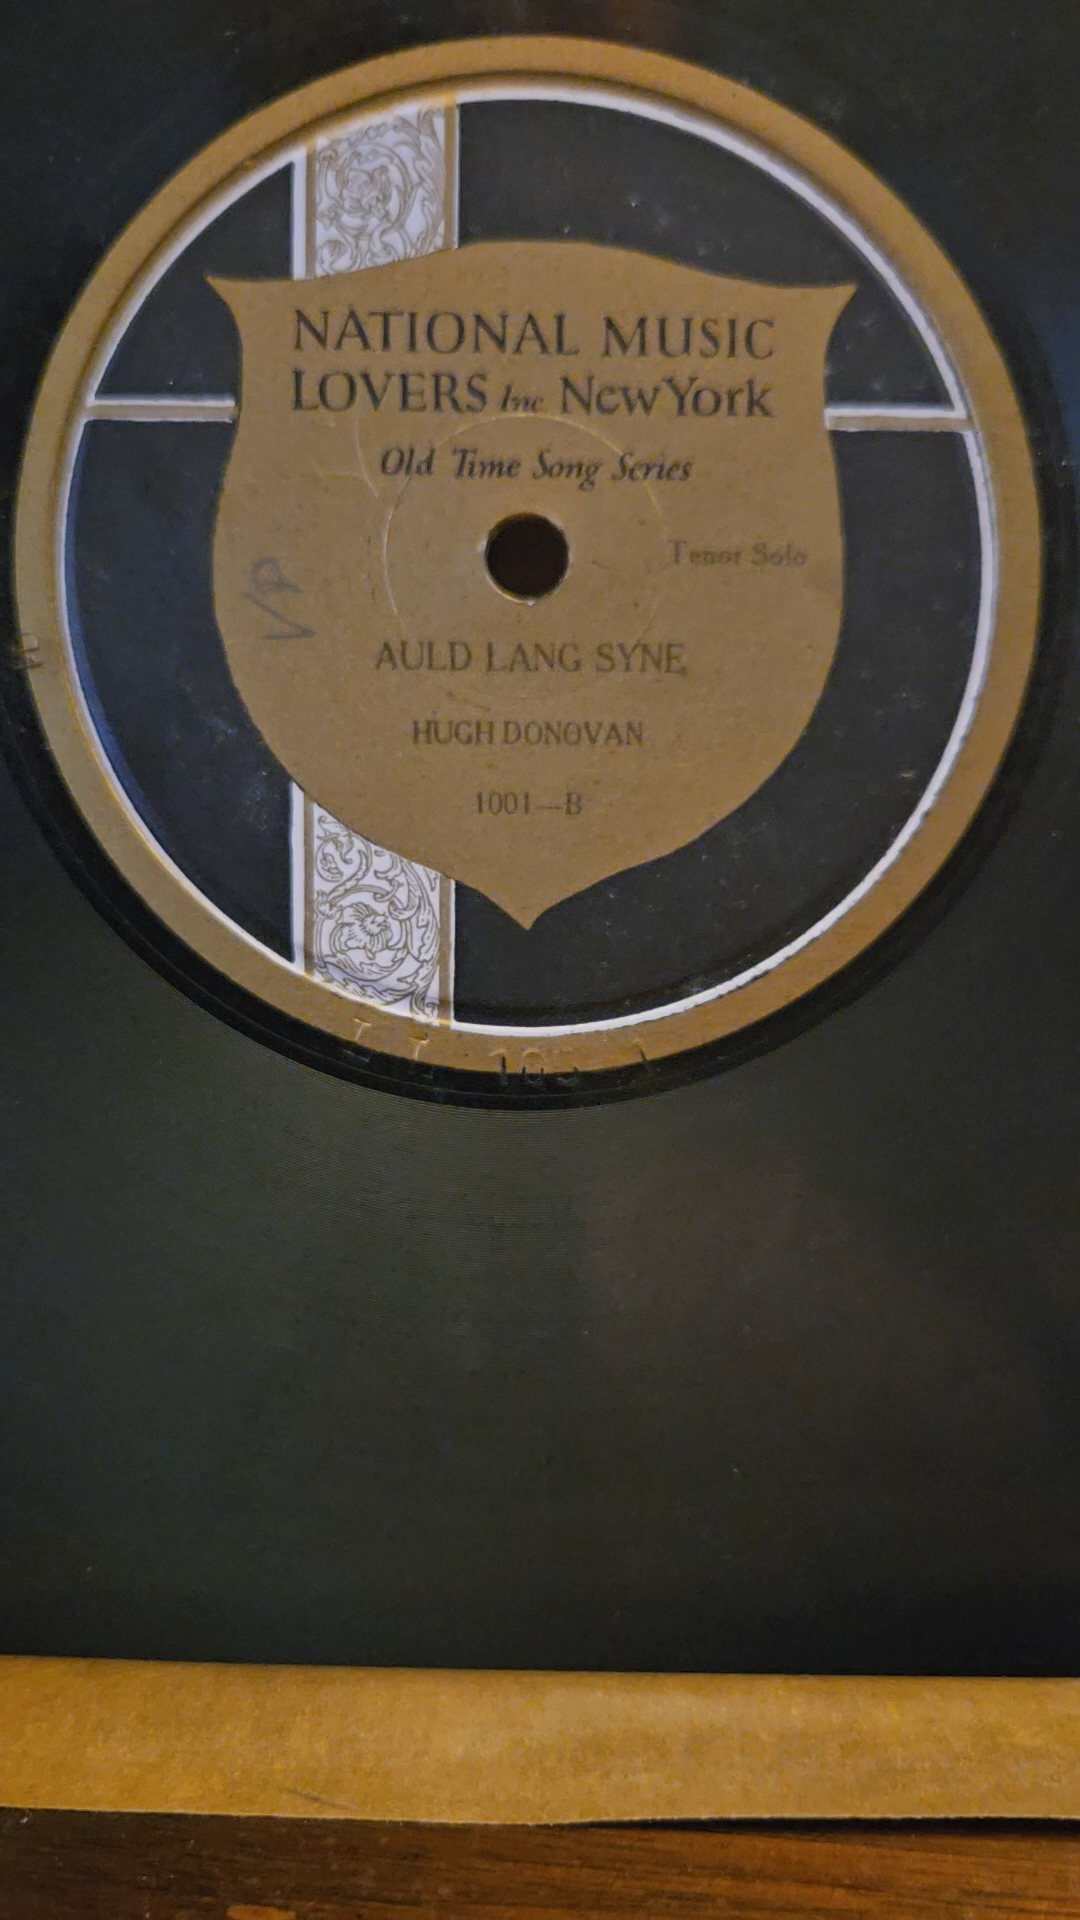 NATIONAL MUSIC
LOVERS Inc New York
Old Time Song Series
Tenor Solo
VP
AULD LANG SYNE
HUGH DONOVAN
1001—B